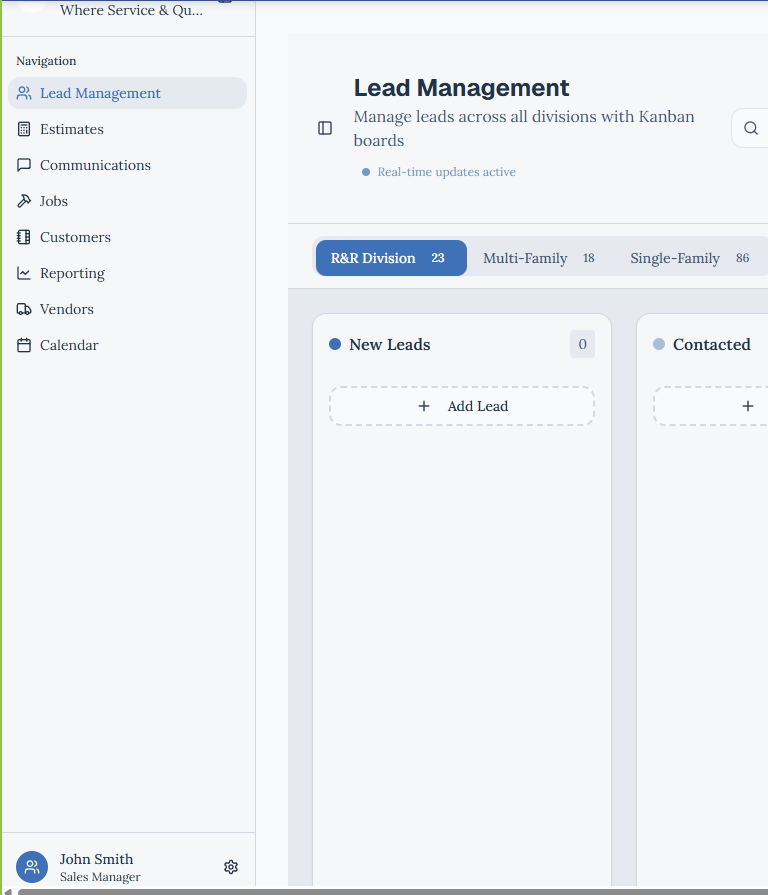 Where Service & Qu...
Navigation
Lead Management
Estimates
Communications
Jobs
Customers
Reporting
Vendors
Calendar
John Smith
Sales Manager
Lead Management
Manage leads across all divisions with Kanban
boards
Real-time updates active
R&R Division 23 Multi-Family 18 Single-Family 86
New Leads 0
Add Lead
Contacted